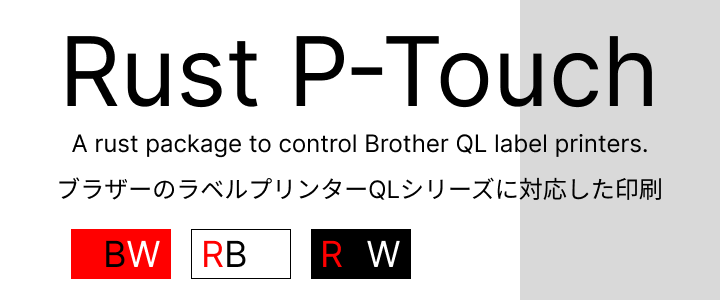 Rust P-Touch
A rust package to control Brother QL label printers.
ブラザーのラベルプリンターQLシリーズに対応した印刷
BW RB R W